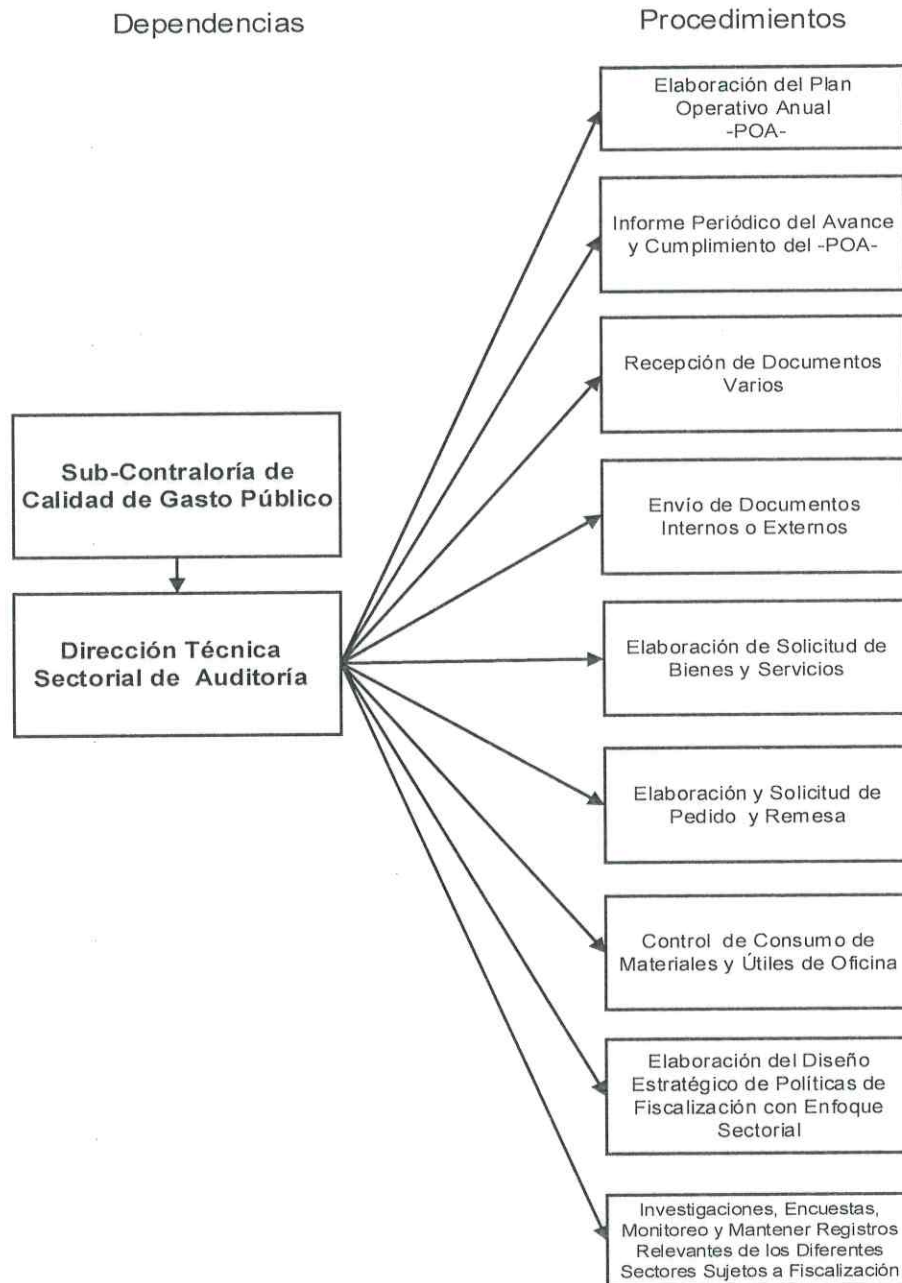 Dependencias
Procedimientos
Elaboración del Plan
Operativo Anual
-POA-
Informe Periódico del Avance
y Cumplimiento del -POA-
Recepción de Documentos
Varios
Sub-Contraloría de
Calidad de Gasto Público
Envío de Documentos
Internos o Externos
Dirección Técnica
Sectorial de Auditoría
Elaboración de Solicitud de
Bienes y Servicios
Elaboración y Solicitud de
Pedido y Remesa
Control de Consumo de
Materiales y Útiles de Oficina
Elaboración del Diseño
Estratégico de Políticas de
Fiscalización con Enfoque
Sectorial
Investigaciones, Encuestas,
Monitoreo y Mantener Registros
Relevantes de los Diferentes
Sectores Sujetos a Fiscalización